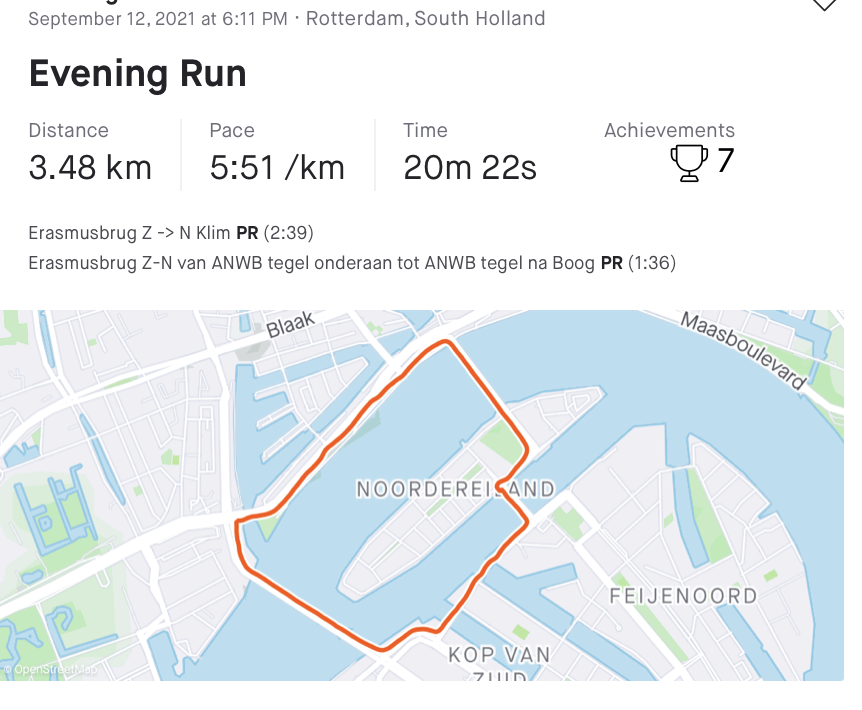 September 12, 2021 at 6:11 PM · Rotterdam, South Holland
Evening Run
Distance
Pace
Time
Achievements
3.48 km
5:51 /km
20m 22s
7
Erasmusbrug Z -> N Klim PR (2:39)
Erasmusbrug Z-N van ANWB tegel onderaan tot ANWB tegel na Boog PR (1:36)
Blaak
Maasboulevard
NOORDEREILAND
FEIJENOORD
KOP VAN
ZUID
© OpenStreetMap